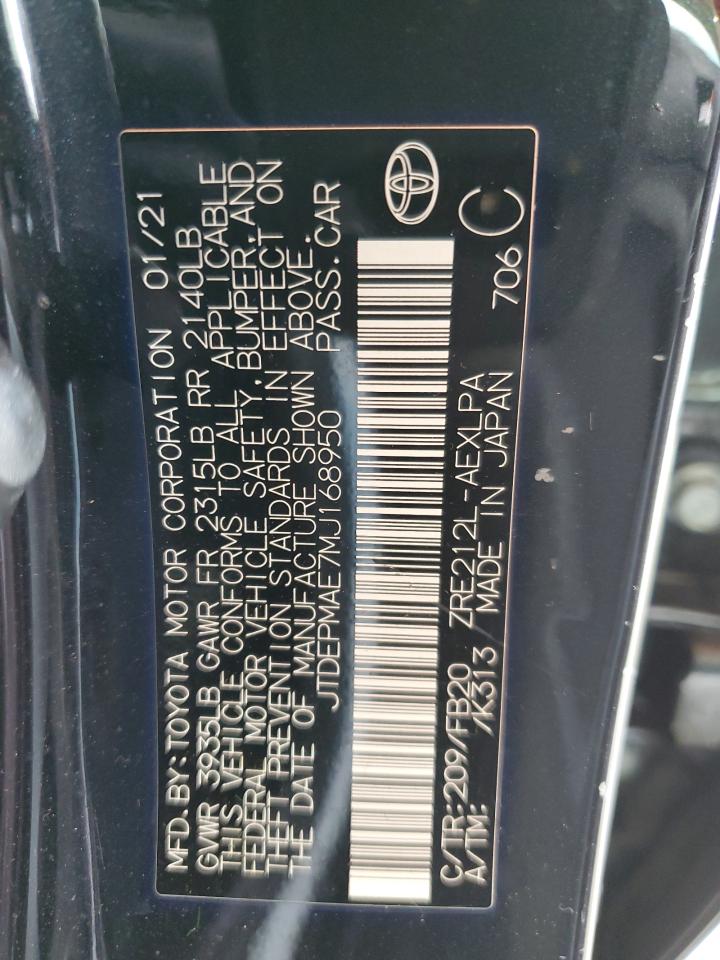 MFD. BY: TOYOTA MOTOR CORPORATION 01/21
GVWR 3935LB GAWR FR 2315LB RR 2140LB
THIS VEHICLE CONFORMS TO ALL APPLICABLE
FEDERAL MOTOR VEHICLE SAFETY, BUMPER, AND
THEFT PREVENTION STANDARDS IN EFFECT ON
THE DATE OF MANUFACTURE SHOWN ABOVE.
JTDEPMAE7MJ168950 PASS. CAR
C/TR: 209/FB20 ZRE212L-AEXLPA 706 C
A/TM: /K313 MADE IN JAPAN